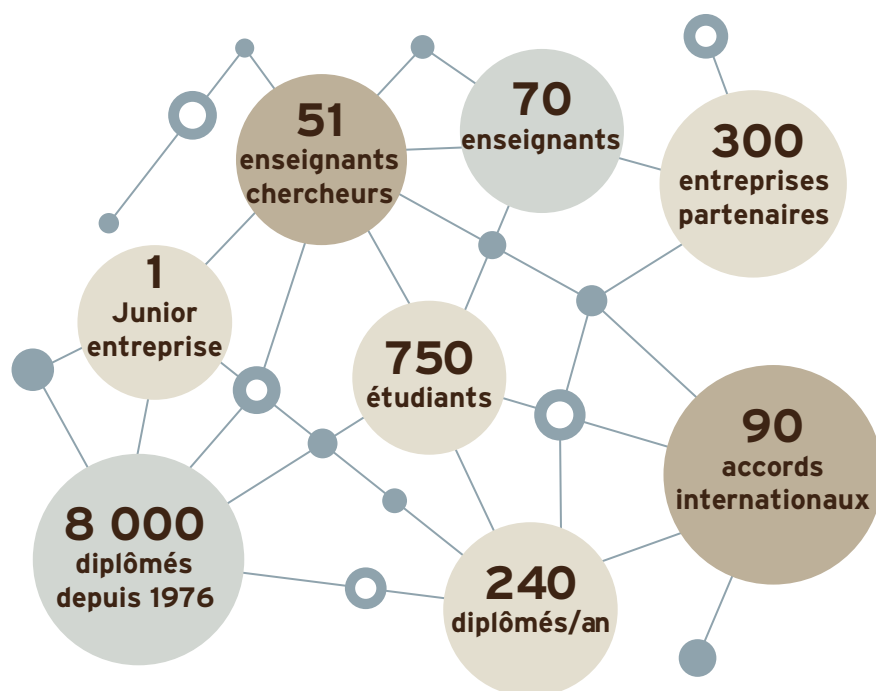 51
enseignants
chercheurs
70
enseignants
300
entreprises
partenaires
1
Junior
entreprise
750
étudiants
90
accords
internationaux
8 000
diplômés
depuis 1976
240
diplômés/an